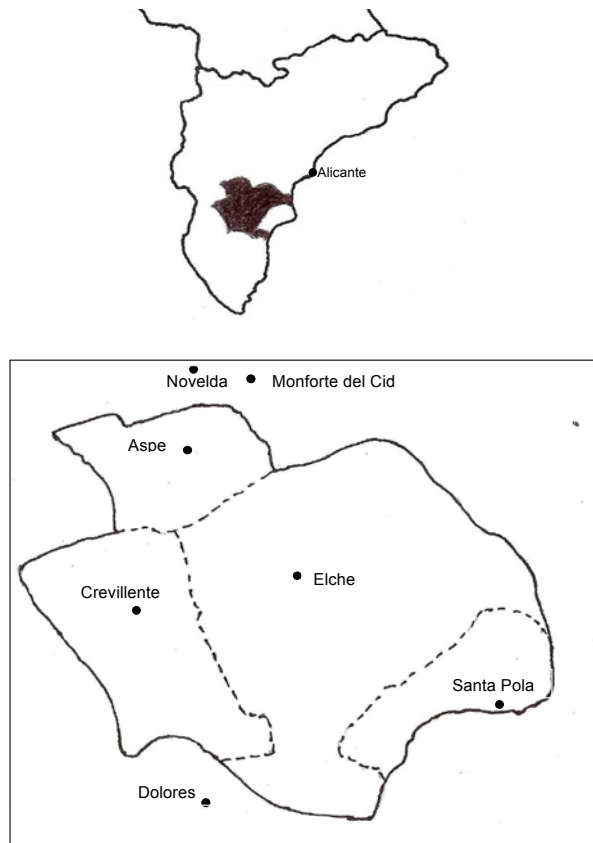 Alicante
Novelda
Monforte del Cid
Aspe
Elche
Crevillente
Santa Pola
Dolores